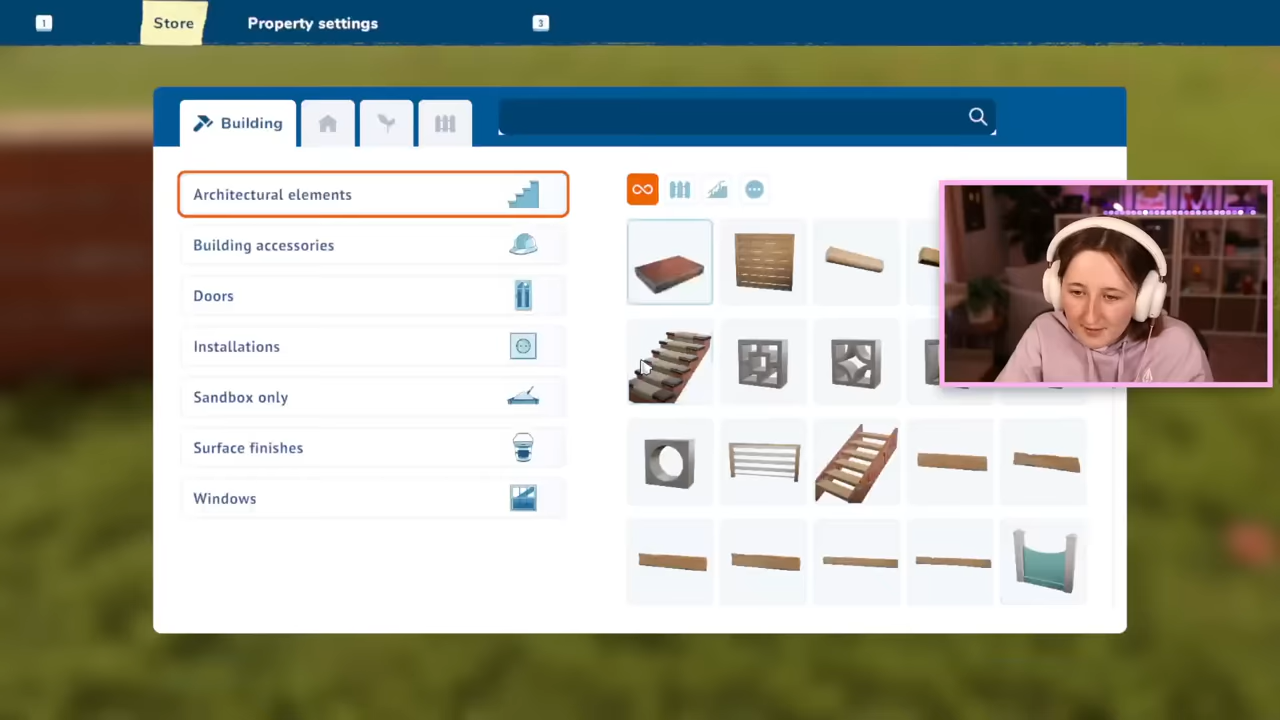 1
Store
Property settings
3
Building
Architectural elements
Building accessories
Doors
Installations
Sandbox only
Surface finishes
Windows